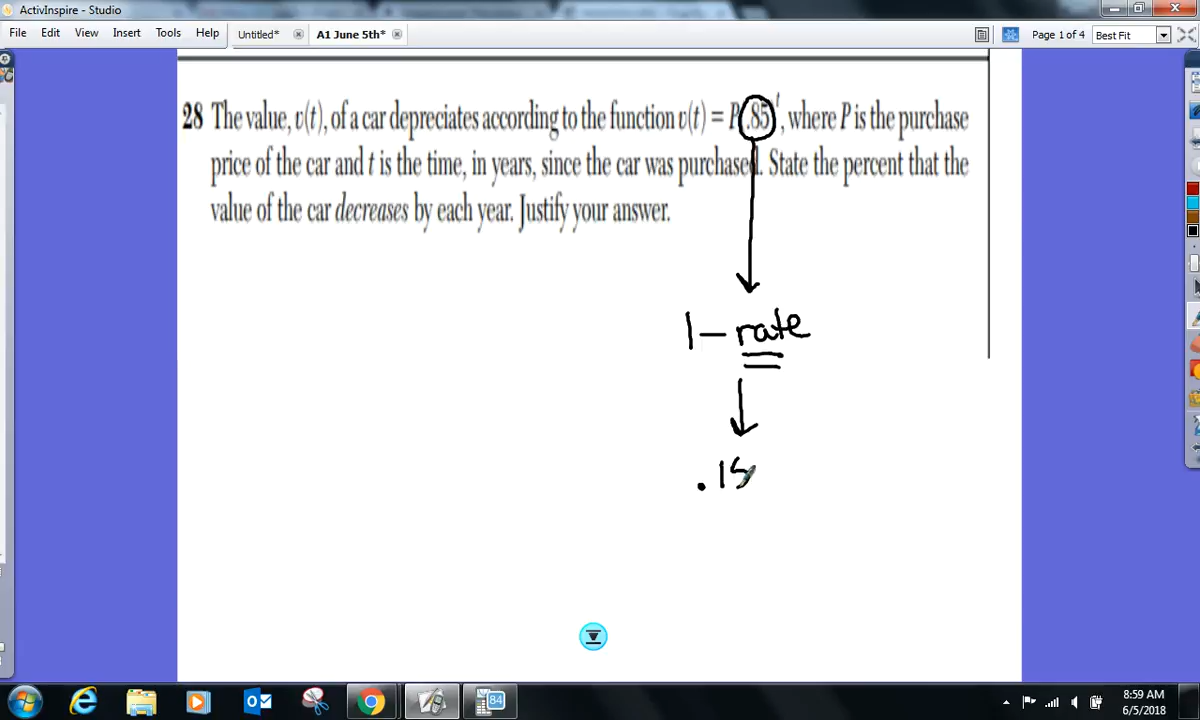 ActivInspire - Studio
File Edit View Insert Tools Help Untitled* A1 June 5th* Page 1 of 4 Best Fit
28 The value, v(t), of a car depreciates according to the function v(t) = P(.85)^t, where P is the purchase
price of the car and t is the time, in years, since the car was purchased. State the percent that the
value of the car decreases by each year. Justify your answer.
1 — rate
.15
84
8:59 AM
6/5/2018